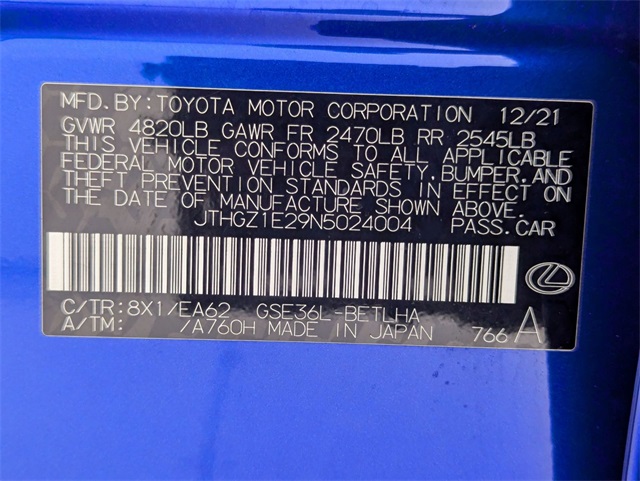 MFD.BY:TOYOTA MOTOR CORPORATION 12/21
GVWR 4820LB GAWR FR 2470LB RR 2545LB
THIS VEHICLE CONFORMS TO ALL APPLICABLE
FEDERAL MOTOR VEHICLE SAFETY,BUMPER,AND
THEFT PREVENTION STANDARDS IN EFFECT ON
THE DATE OF MANUFACTURE SHOWN ABOVE.
JTHGZ1E29N5024004 PASS.CAR
C/TR:8X1/EA62 GSE36L-BETLHA
A/TM: /A760H MADE IN JAPAN 766 A